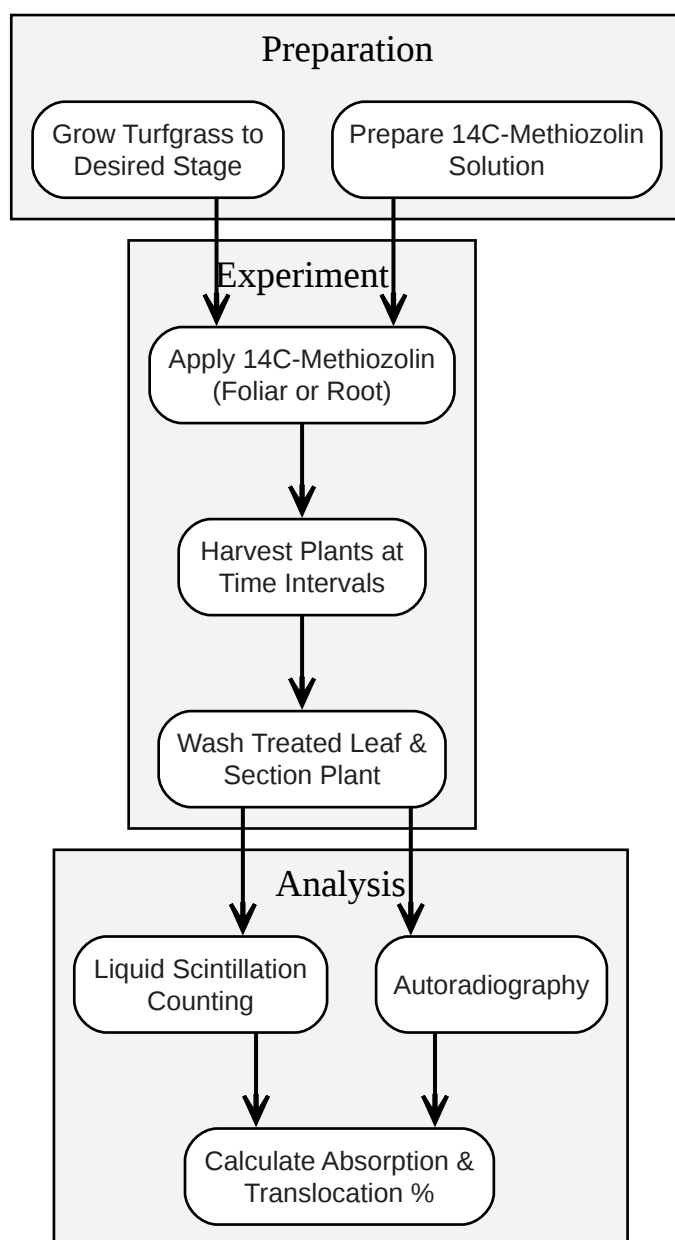 Preparation
Grow Turfgrass to
Desired Stage
Prepare 14C-Methiozolin
Solution
Experiment
Apply 14C-Methiozolin
(Foliar or Root)
Harvest Plants at
Time Intervals
Wash Treated Leaf &
Section Plant
Analysis
Liquid Scintillation
Counting
Autoradiography
Calculate Absorption &
Translocation %